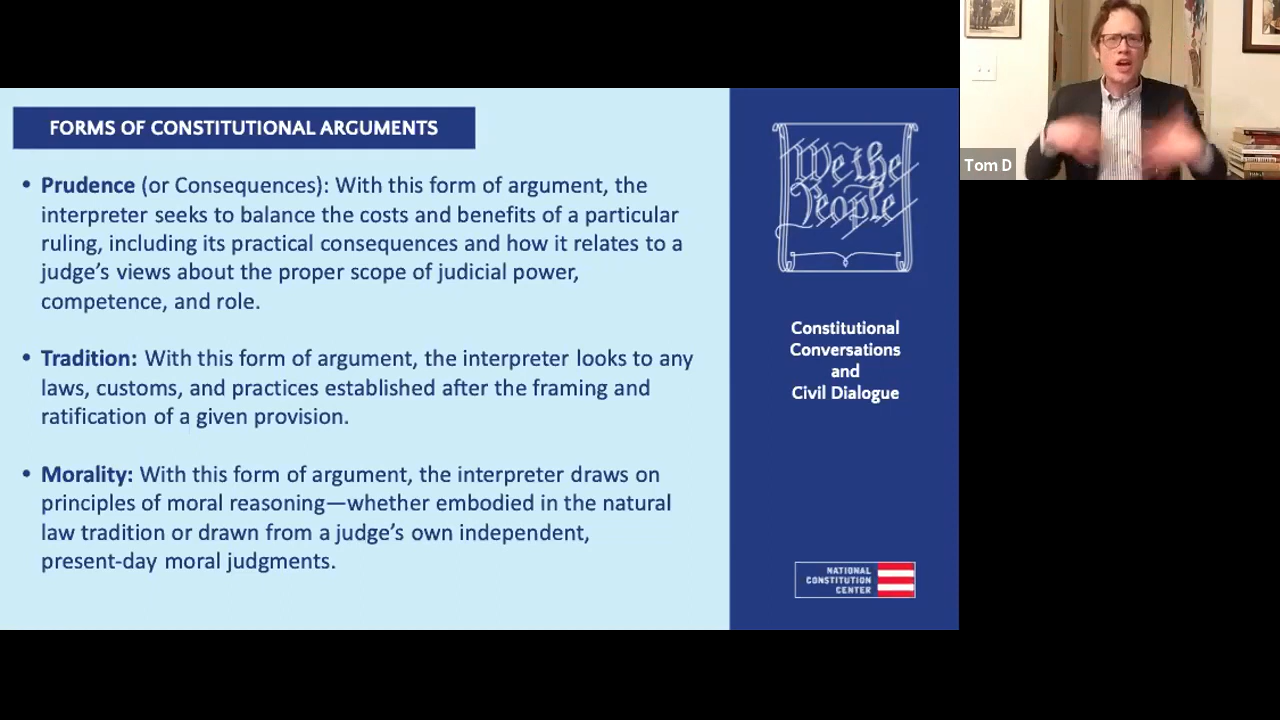 FORMS OF CONSTITUTIONAL ARGUMENTS
• Prudence (or Consequences): With this form of argument, the
interpreter seeks to balance the costs and benefits of a particular
ruling, including its practical consequences and how it relates to a
judge’s views about the proper scope of judicial power,
competence, and role.
• Tradition: With this form of argument, the interpreter looks to any
laws, customs, and practices established after the framing and
ratification of a given provision.
• Morality: With this form of argument, the interpreter draws on
principles of moral reasoning—whether embodied in the natural
law tradition or drawn from a judge’s own independent,
present-day moral judgments.
We the
People
Constitutional
Conversations
and
Civil Dialogue
NATIONAL
CONSTITUTION
CENTER
Tom D